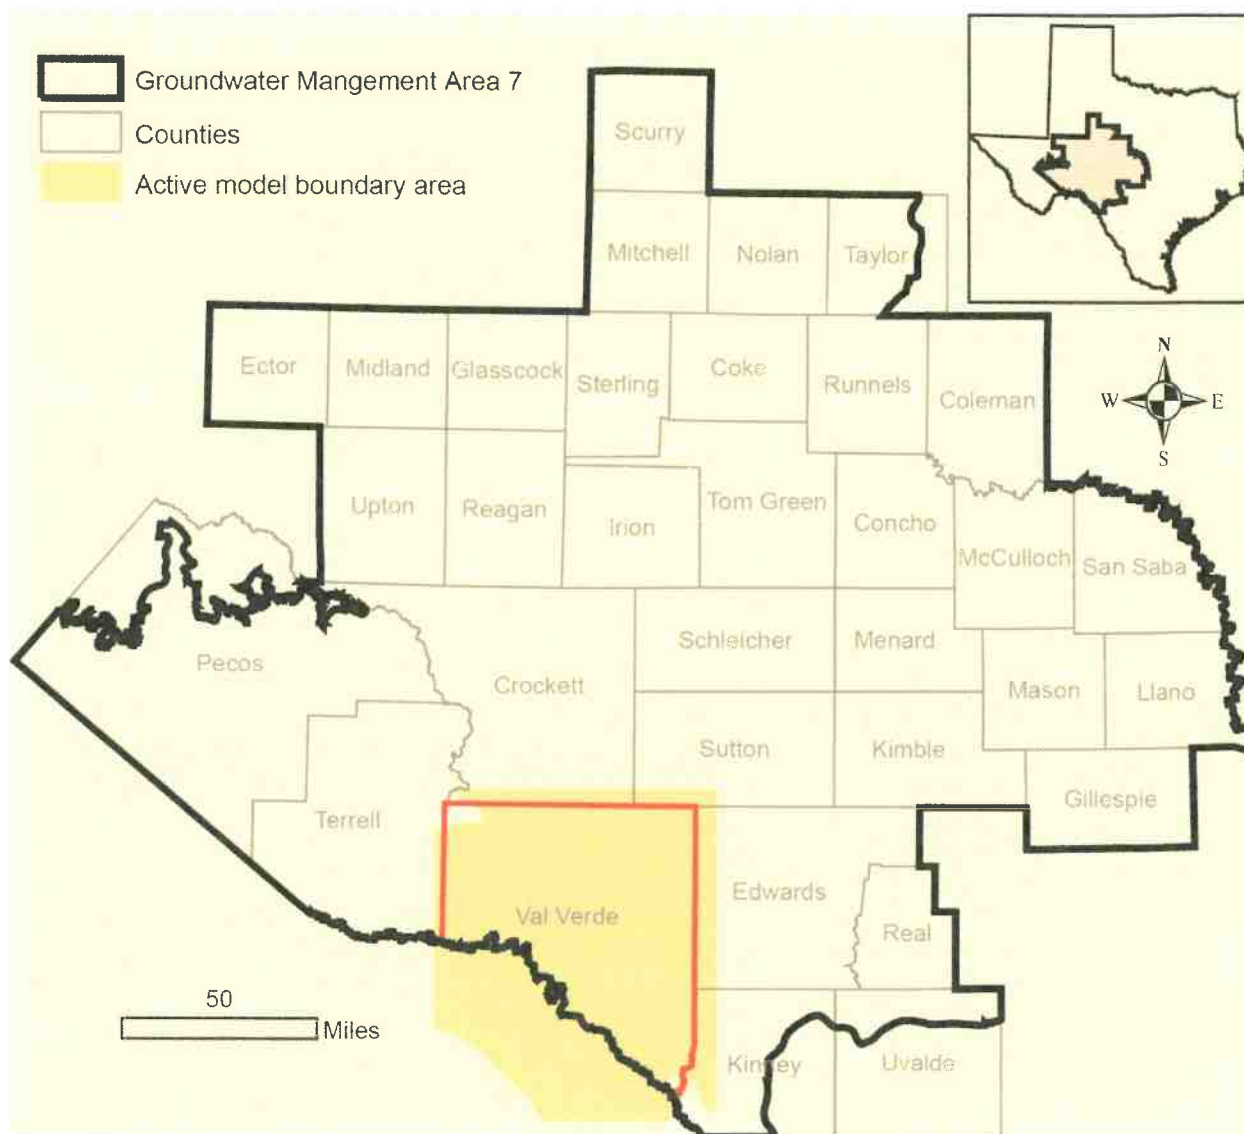 Groundwater Mangement Area 7
Counties
Active model boundary area
Scurry
Mitchell
Nolan
Taylor
Ector
Midland
Glasscock
Sterling
Coke
Runnels
Coleman
N
W
E
S
Upton
Reagan
Irion
Tom Green
Concho
McCulloch
San Saba
Pecos
Crockett
Schleicher
Menard
Mason
Llano
Sutton
Kimble
Gillespie
Terrell
Val Verde
Edwards
Real
50
Miles
Kinney
Uvalde